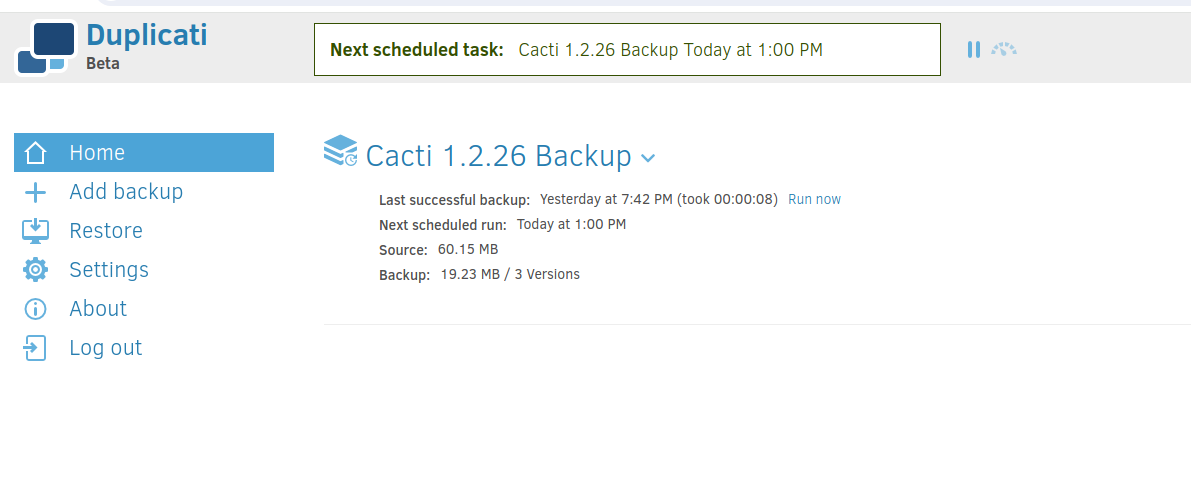 Duplicati
Beta
Next scheduled task: Cacti 1.2.26 Backup Today at 1:00 PM
Home
Add backup
Restore
Settings
About
Log out
Cacti 1.2.26 Backup
Last successful backup: Yesterday at 7:42 PM (took 00:00:08) Run now
Next scheduled run: Today at 1:00 PM
Source: 60.15 MB
Backup: 19.23 MB / 3 Versions